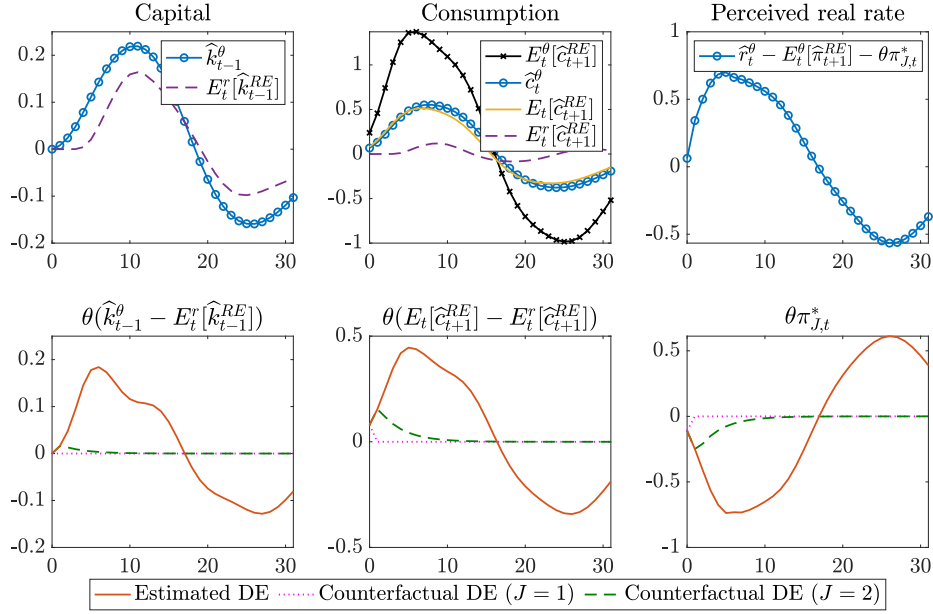 Capital
Consumption
Perceived real rate
0.2
0.1
0
-0.1
-0.2
0 10 20 30
$\widehat{k}^{\theta}_{t-1}$
$E^{r}_{t}[\widehat{k}^{RE}_{t-1}]$
1
0.5
0
-0.5
-1
0 10 20 30
$E^{\theta}_{t}[\widehat{c}^{RE}_{t+1}]$
$\widehat{c}^{\theta}_{t}$
$E_{t}[\widehat{c}^{RE}_{t+1}]$
$E^{r}_{t}[\widehat{c}^{RE}_{t+1}]$
1
0.5
0
-0.5
0 10 20 30
$\widehat{r}^{\theta}_{t} - E^{\theta}_{t}[\widehat{\pi}^{RE}_{t+1}] - \theta\pi^{*}_{J,t}$
$\theta(\widehat{k}^{\theta}_{t-1} - E^{r}_{t}[\widehat{k}^{RE}_{t-1}])$
$\theta(E_{t}[\widehat{c}^{RE}_{t+1}] - E^{r}_{t}[\widehat{c}^{RE}_{t+1}])$
$\theta\pi^{*}_{J,t}$
0.2
0.1
0
-0.1
-0.2
0 10 20 30
0.5
0
-0.5
0 10 20 30
0.5
0
-0.5
-1
0 10 20 30
Estimated DE
Counterfactual DE ($J = 1$)
Counterfactual DE ($J = 2$)